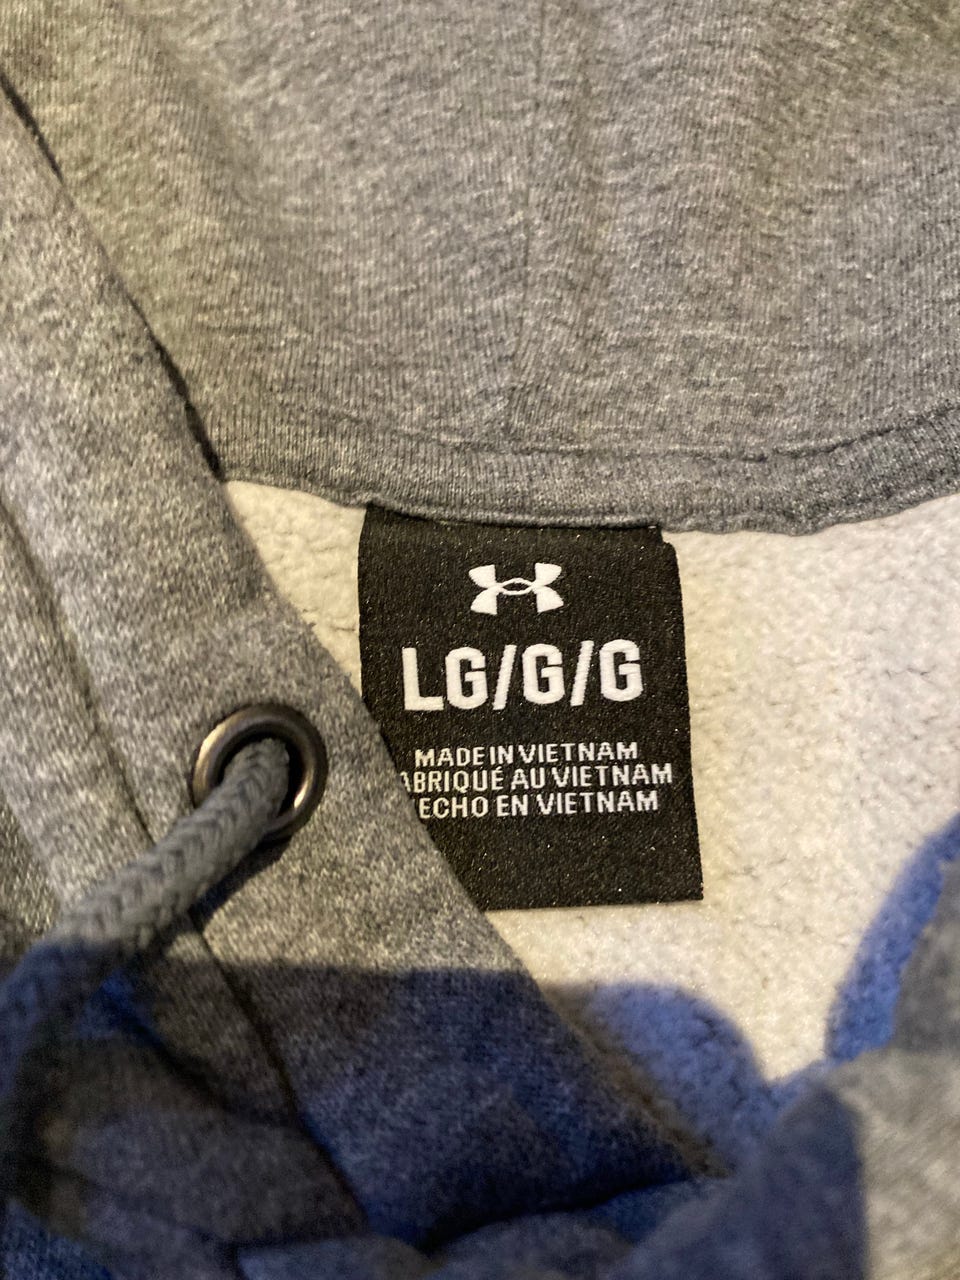 LG/G/G
MADE IN VIETNAM
ABRIQUÉ AU VIETNAM
ECHO EN VIETNAM